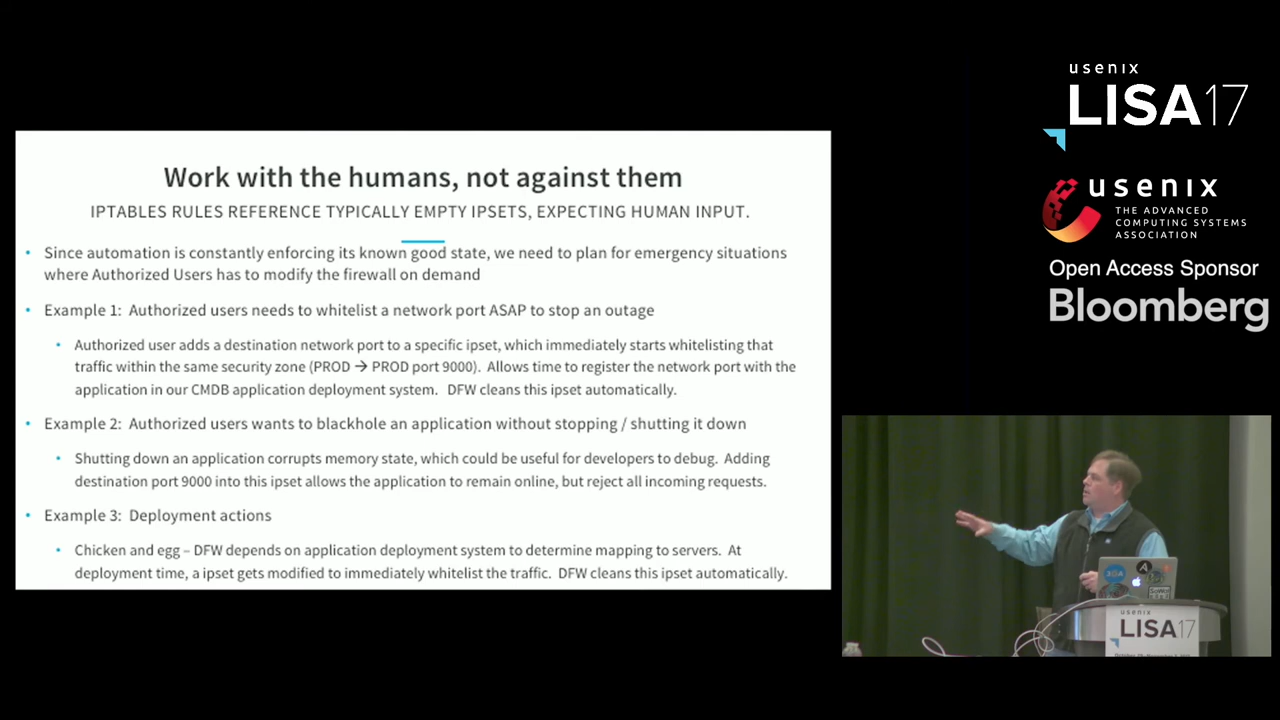 Work with the humans, not against them
IPTABLES RULES REFERENCE TYPICALLY EMPTY IPSETS, EXPECTING HUMAN INPUT.
• Since automation is constantly enforcing its known good state, we need to plan for emergency situations
where Authorized Users has to modify the firewall on demand
• Example 1: Authorized users needs to whitelist a network port ASAP to stop an outage
• Authorized user adds a destination network port to a specific ipset, which immediately starts whitelisting that
traffic within the same security zone (PROD → PROD port 9000). Allows time to register the network port with the
application in our CMDB application deployment system. DFW cleans this ipset automatically.
• Example 2: Authorized users wants to blackhole an application without stopping / shutting it down
• Shutting down an application corrupts memory state, which could be useful for developers to debug. Adding
destination port 9000 into this ipset allows the application to remain online, but reject all incoming requests.
• Example 3: Deployment actions
• Chicken and egg – DFW depends on application deployment system to determine mapping to servers. At
deployment time, a ipset gets modified to immediately whitelist the traffic. DFW cleans this ipset automatically.
usenix
LISA17
usenix
THE ADVANCED
COMPUTING SYSTEMS
ASSOCIATION
Open Access Sponsor
Bloomberg
usenix
LISA17